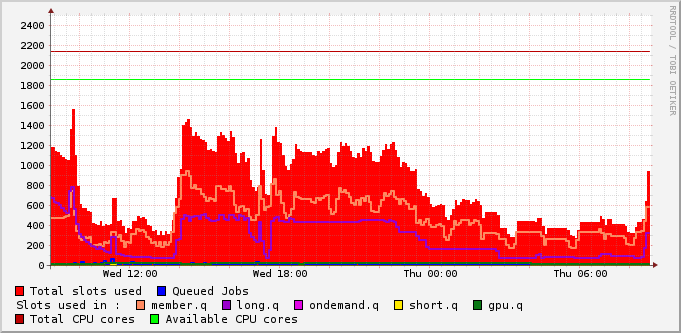 2400
2200
2000
1800
1600
1400
1200
1000
800
600
400
200
0
Wed 12:00 Wed 18:00 Thu 00:00 Thu 06:00
RRDTOOL / TOBI OETIKER
Total slots used Queued Jobs
Slots used in : member.q long.q ondemand.q short.q gpu.q
Total CPU cores Available CPU cores